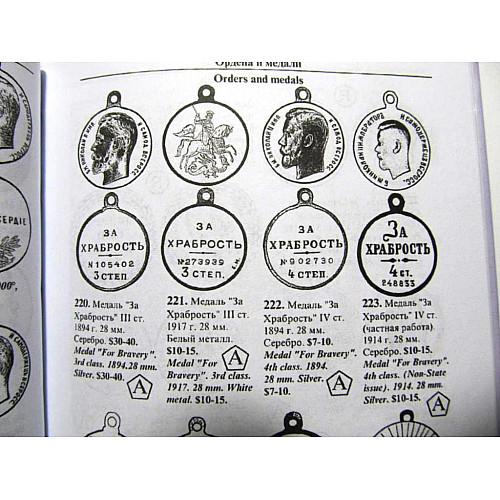 Ордена и медали
Orders and medals
ЗА
ХРАБРОСТЬ
№105402
3 СТЕП.
ЗА
ХРАБРОСТЬ
№273939
3 СТЕП.
ЗА
ХРАБРОСТЬ
№902730
4 СТЕП.
ЗА
ХРАБРОСТЬ
4 СТ.
248833
220. Медаль "За
Храбрость" III ст.
1894 г. 28 мм.
Серебро. $30-40.
Medal "For Bravery".
3rd class. 1894.28 mm.
Silver. $30-40.
A
221. Медаль "За
Храбрость" III ст.
1917 г. 28 мм.
Белый металл.
$10-15.
Medal "For
Bravery". 3rd class.
1917. 28 mm. White
metal. $10-15.
A
222. Медаль "За
Храбрость" IV ст.
1894 г. 28 мм.
Серебро. $7-10.
Medal "For Bravery".
4th class. 1894.
28 mm. Silver.
$7-10.
A
223. Медаль "За
Храбрость" IV ст.
(частная работа).
1914 г. 28 мм.
Серебро. $10-15.
Medal "For Bravery".
4th class. (Non-State
issue). 1914. 28 mm.
Silver. $10-15.
A